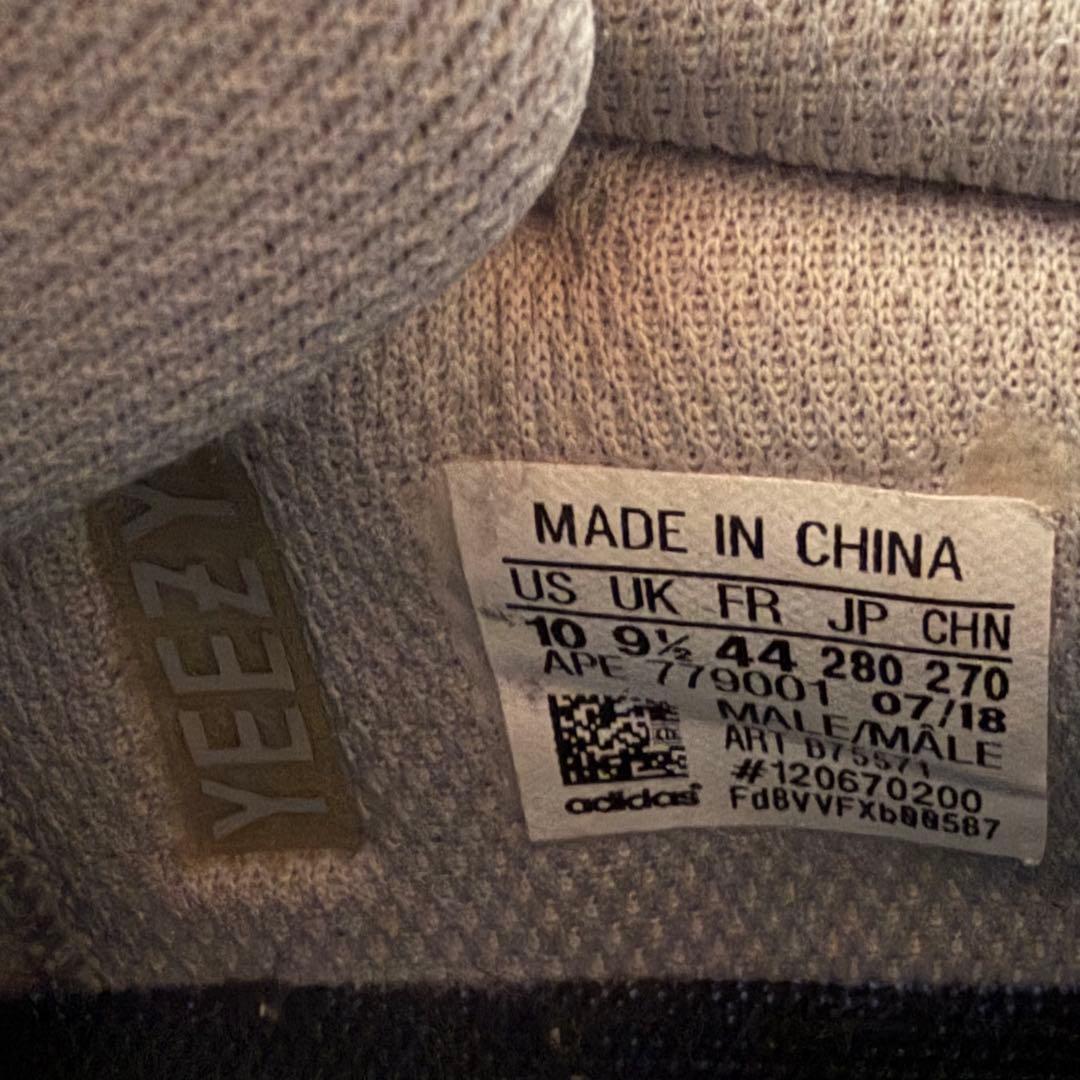 YEEZY
MADE IN CHINA
US UK FR JP CHN
10 9½ 44 280 270
APE 779001 07/18
MALE/MÂLE
ART B75571
#120670200
Fd8VVFXb00587
adidas